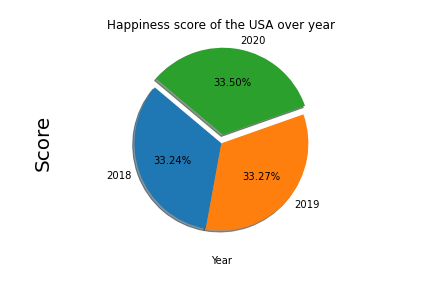 Happiness score of the USA over year
2020
33.50%
Score
33.24%
33.27%
2018
2019
Year